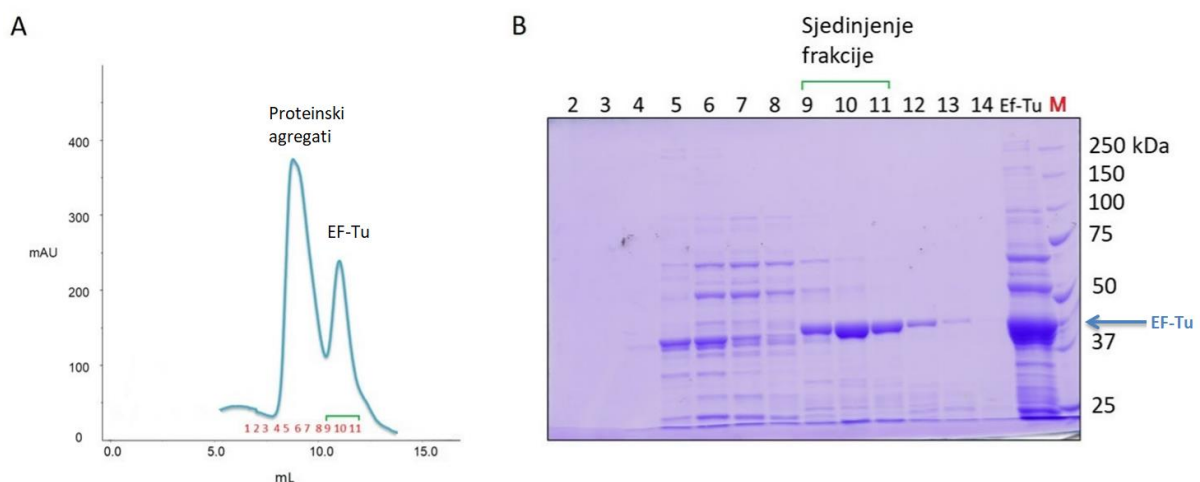 A
Proteinski
agregati
EF-Tu
400
300
mAU
200
100
0
1 2 3 4 5 6 7 8 9 10 11
0.0 5.0 10.0 15.0
mL
B
Sjedinjenje
frakcije
2 3 4 5 6 7 8 9 10 11 12 13 14 Ef-Tu M
250 kDa
150
100
75
50
EF-Tu
37
25